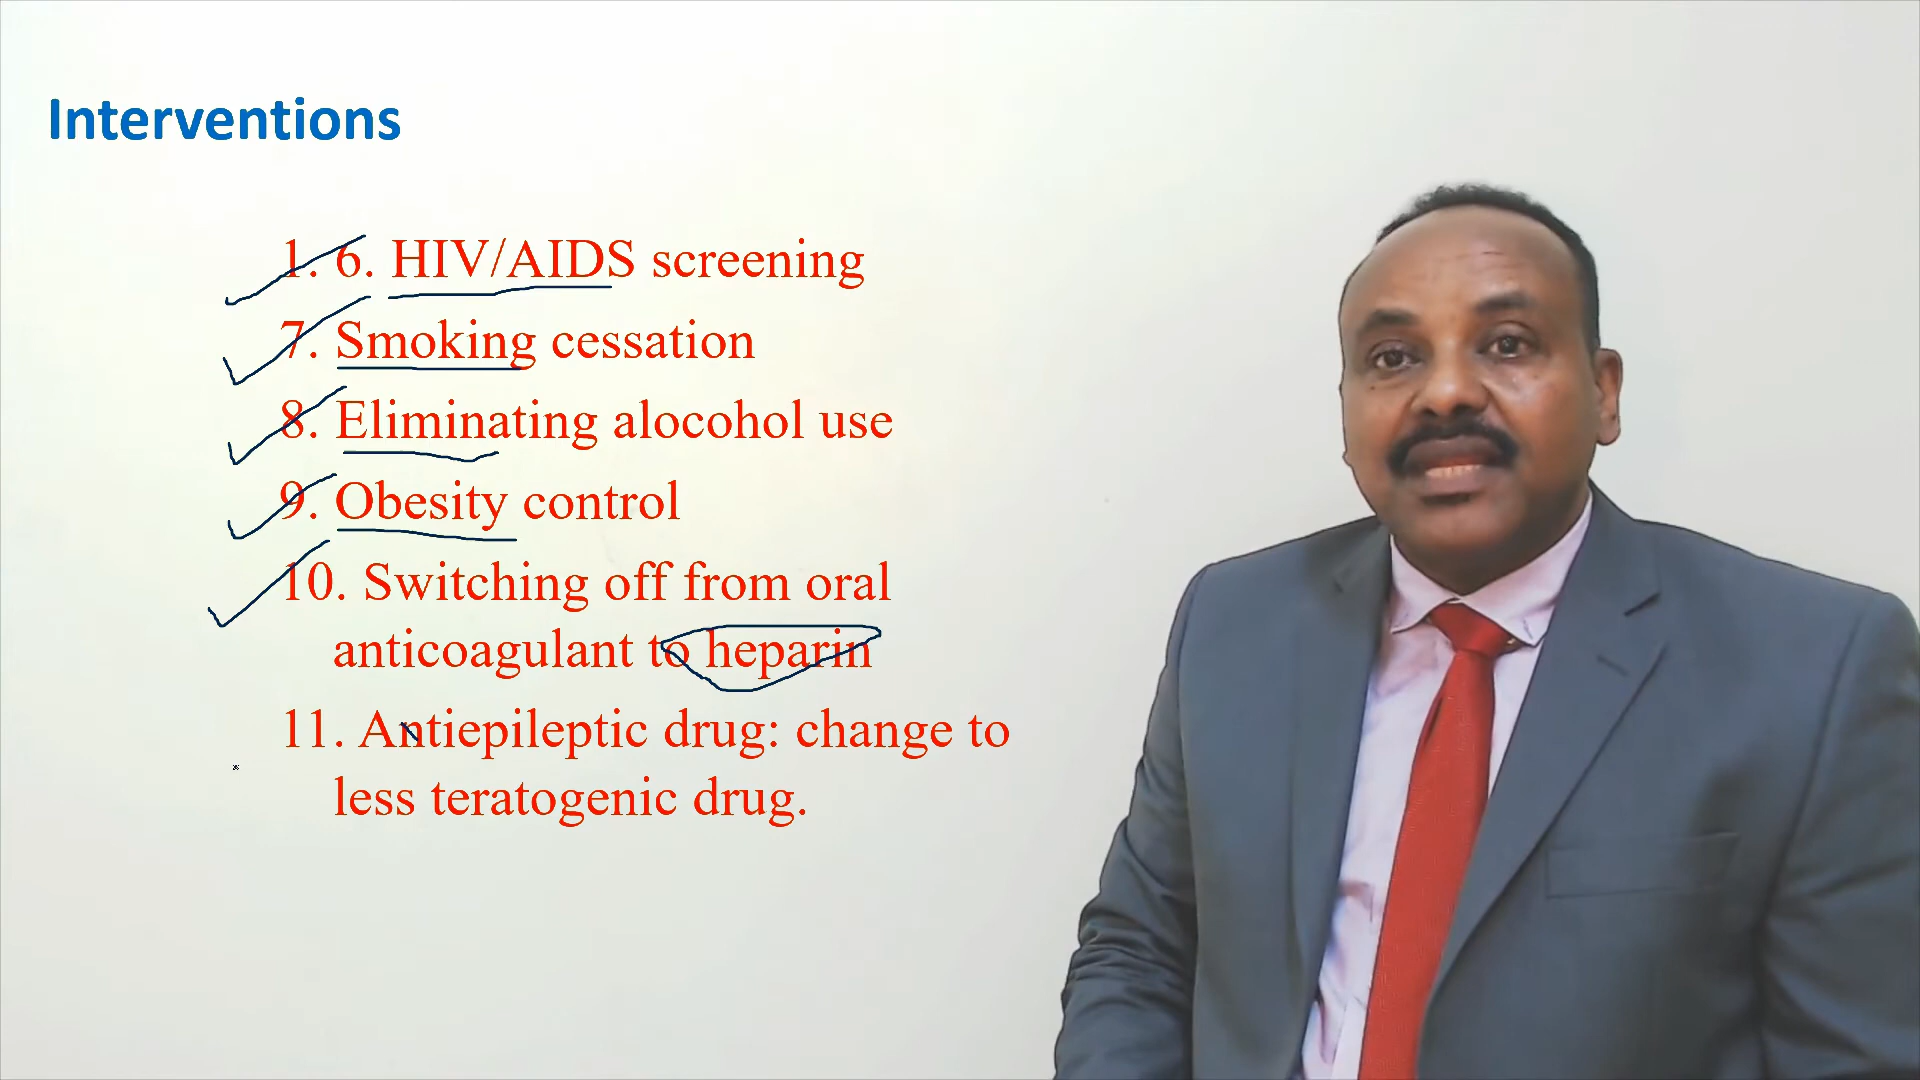 Interventions
1. 6. HIV/AIDS screening
7. Smoking cessation
8. Eliminating alocohol use
9. Obesity control
10. Switching off from oral
anticoagulant to heparin
11. Antiepileptic drug: change to
less teratogenic drug.